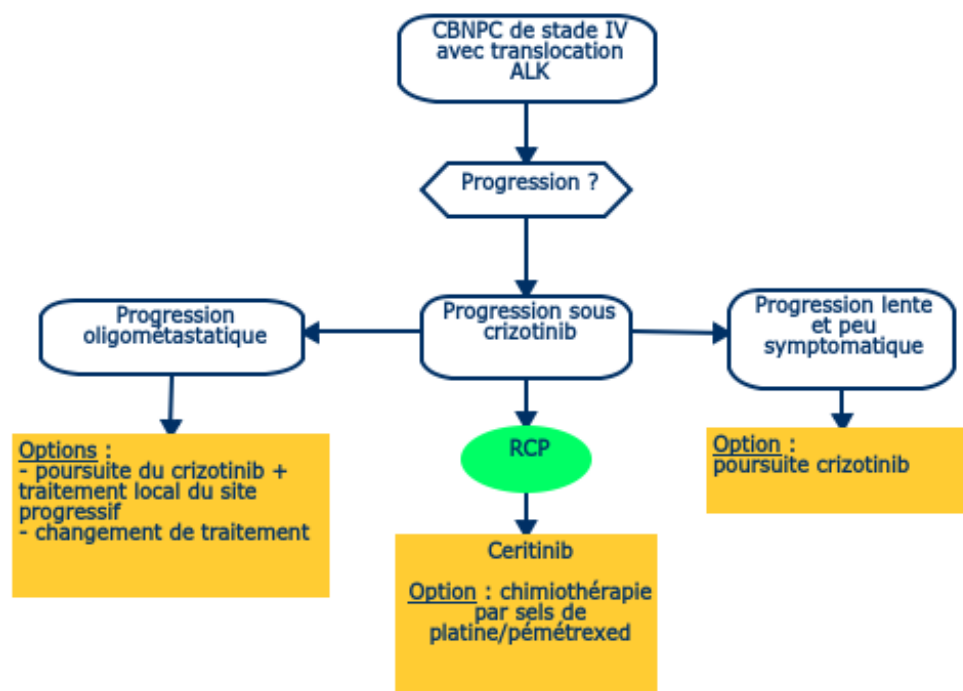 CBNPC de stade IV
avec translocation
ALK
Progression ?
Progression
oligométastatique
Progression sous
crizotinib
Progression lente
et peu
symptomatique
Options :
- poursuite du crizotinib +
traitement local du site
progressif
- changement de traitement
RCP
Option :
poursuite crizotinib
Ceritinib
Option : chimiothérapie
par sels de
platine/pémétrexed